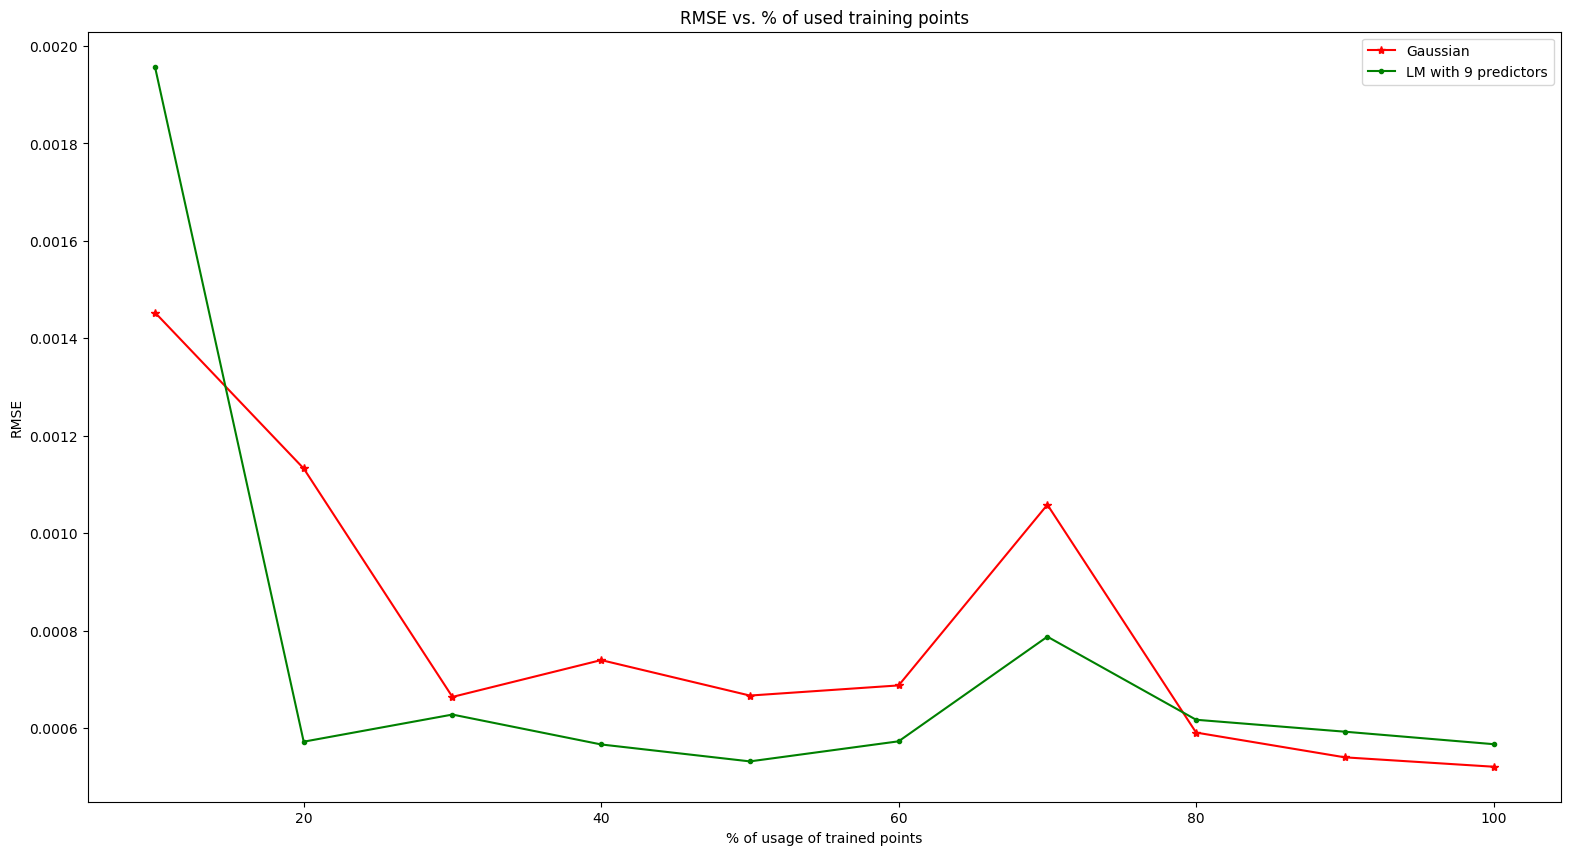 RMSE vs. % of used training points
Gaussian
LM with 9 predictors
0.0020
0.0018
0.0016
0.0014
0.0012
0.0010
0.0008
0.0006
RMSE
20 40 60 80 100
% of usage of trained points